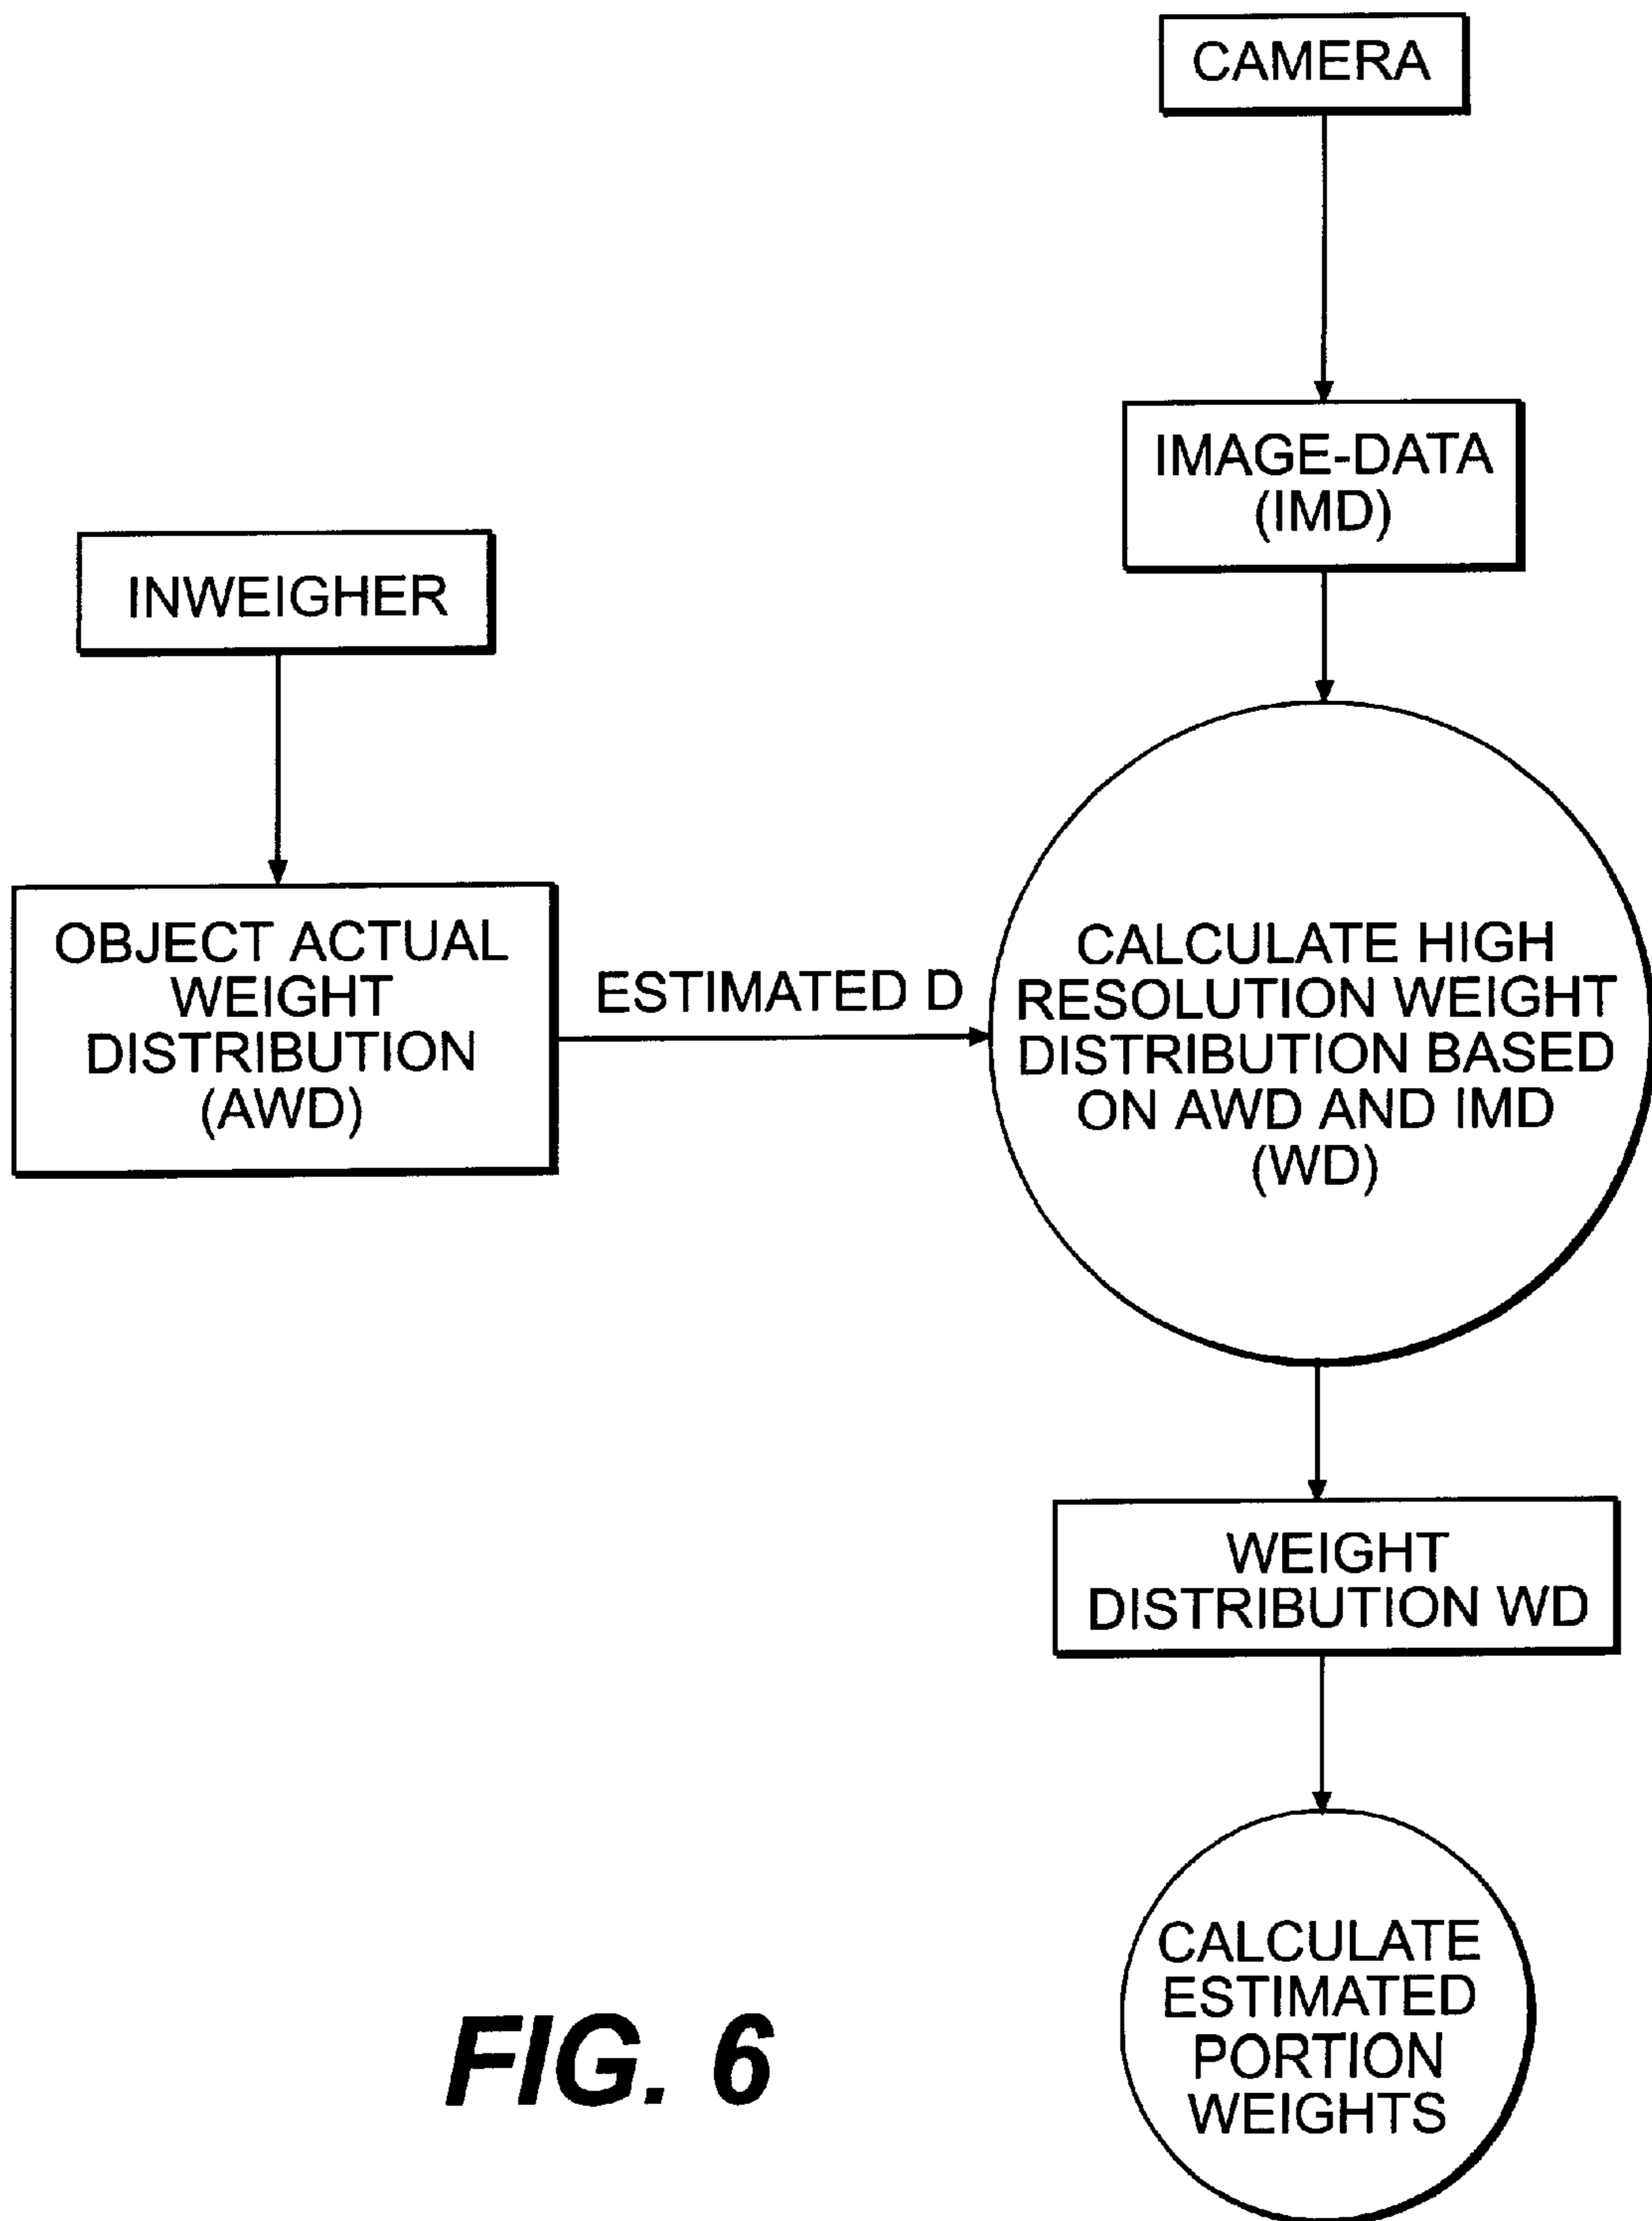 CAMERA
IMAGE-DATA
(IMD)
INWEIGHER
OBJECT ACTUAL
WEIGHT
DISTRIBUTION
(AWD)
ESTIMATED D
CALCULATE HIGH
RESOLUTION WEIGHT
DISTRIBUTION BASED
ON AWD AND IMD
(WD)
WEIGHT
DISTRIBUTION WD
CALCULATE
ESTIMATED
PORTION
WEIGHTS
FIG. 6